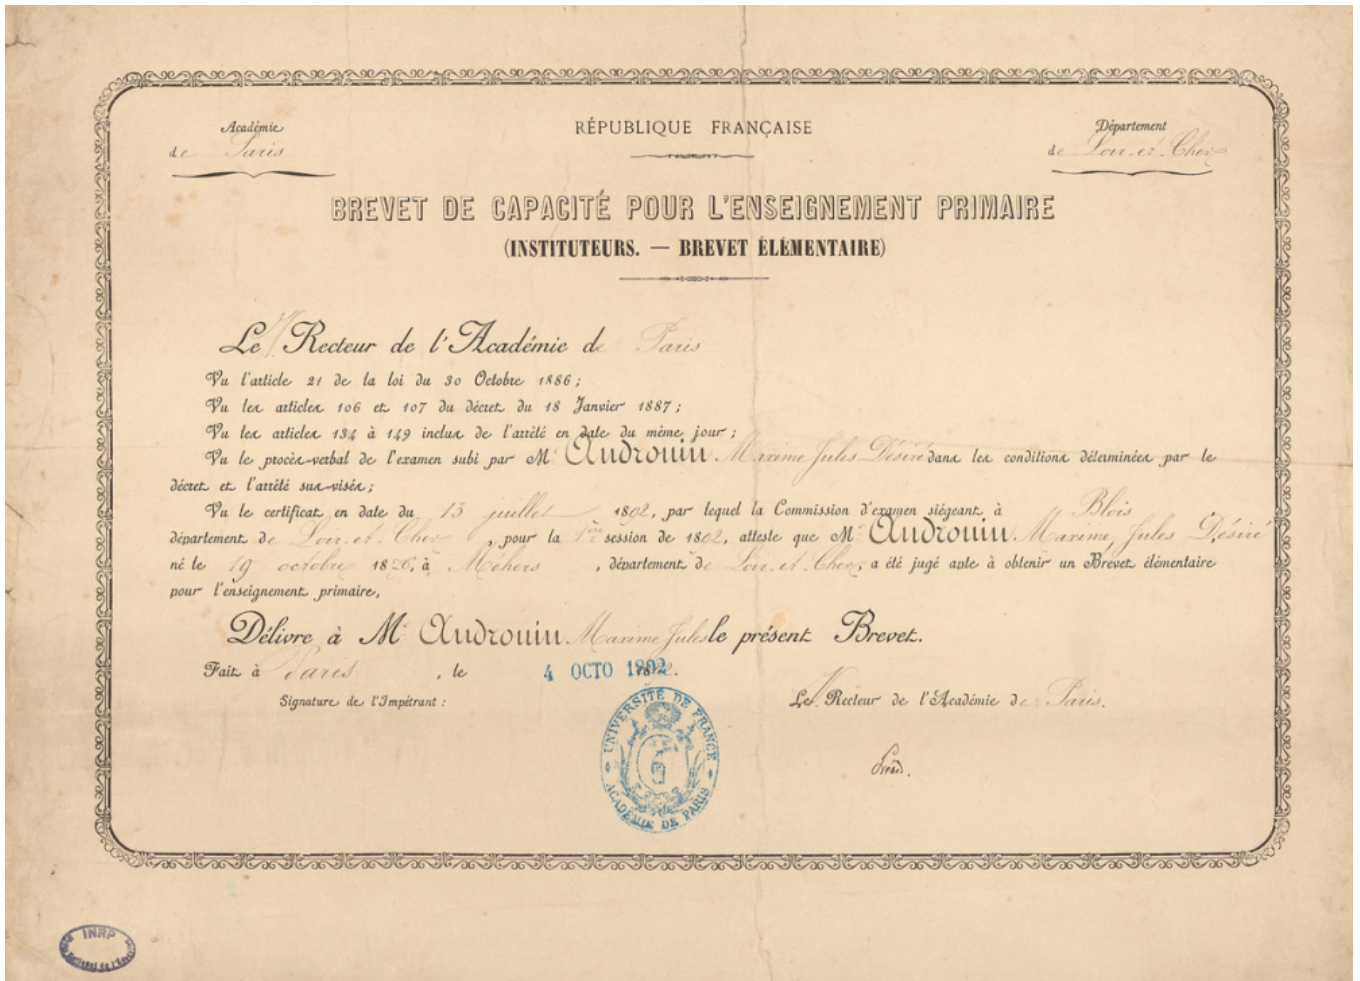 Académie
de Paris
RÉPUBLIQUE FRANÇAISE
Département
de Loir-et-Cher
BREVET DE CAPACITÉ POUR L'ENSEIGNEMENT PRIMAIRE
(INSTITUTEURS. — BREVET ÉLÉMENTAIRE)
Le Recteur de l'Académie de Paris
Vu l'article 21 de la loi du 30 Octobre 1886;
Vu les articles 106 et 107 du décret du 18 Janvier 1887;
Vu les articles 134 à 149 inclus de l'arrêté en date du même jour;
Vu le procès-verbal de l'examen subi par Mr Audrouin Maxime Jules Désiré dans les conditions déterminées par le
décret et l'arrêté sus-visés;
Vu le certificat en date du 13 juillet 1892, par lequel la Commission d'examen siégeant à Blois
département de Loir-et-Cher, pour la 1ère session de 1892, atteste que Mr Audrouin Maxime Jules Désiré
né le 19 octobre 1876, à Méhers, département de Loir-et-Cher, a été jugé apte à obtenir un Brevet élémentaire
pour l'enseignement primaire,
Délivre à Mr Audrouin Maxime Jules le présent Brevet.
Fait à Paris, le 4 OCTO 1892.
Signature de l'Impétrant:
Le Recteur de l'Académie de Paris.
UNIVERSITÉ DE FRANCE
ACADÉMIE DE PARIS
INRP